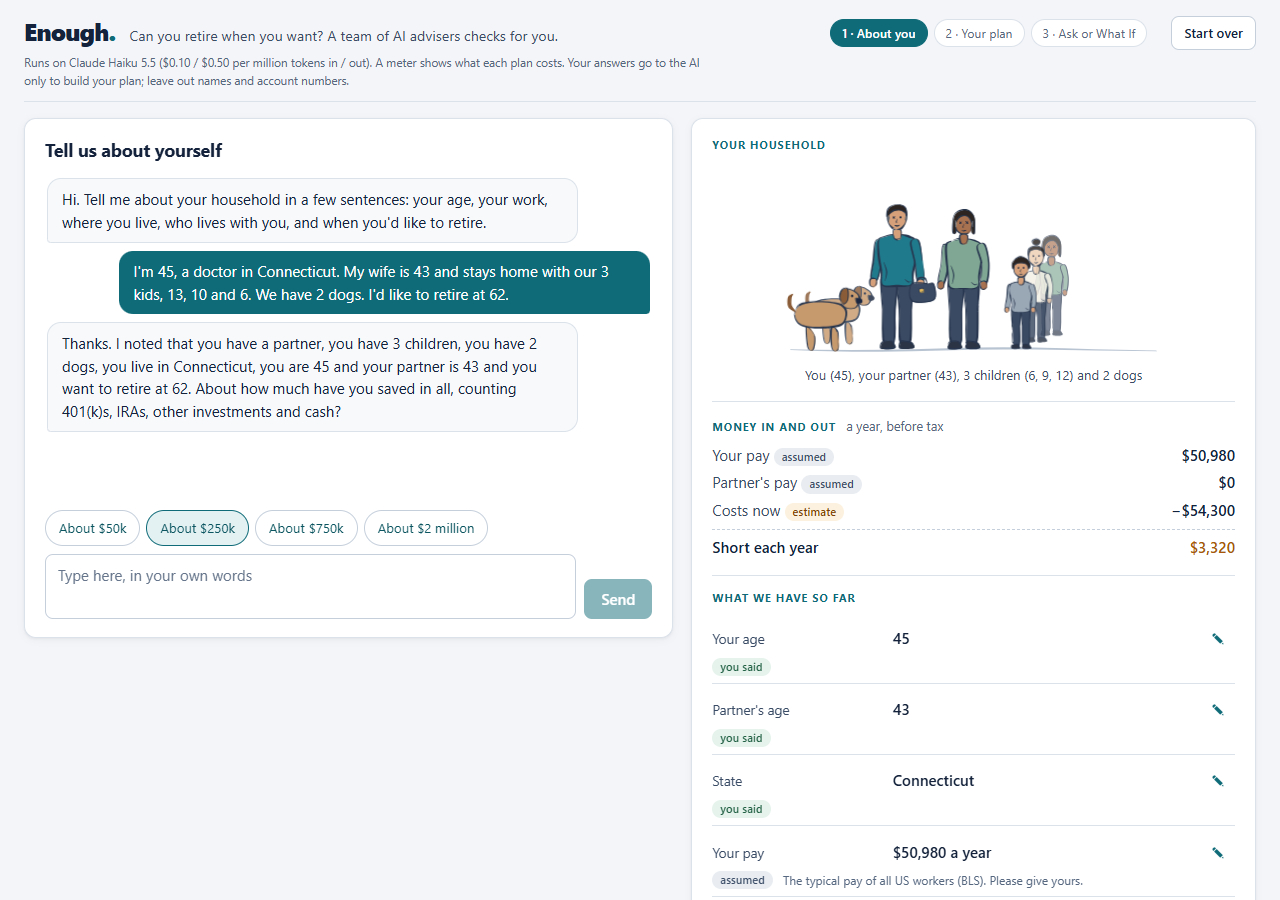 Enough. Can you retire when you want? A team of AI advisers checks for you.
1 · About you
2 · Your plan
3 · Ask or What If
Start over
Runs on Claude Haiku 5.5 ($0.10 / $0.50 per million tokens in / out). A meter shows what each plan costs. Your answers go to the AI
only to build your plan; leave out names and account numbers.
Tell us about yourself
Hi. Tell me about your household in a few sentences: your age, your work,
where you live, who lives with you, and when you'd like to retire.
I'm 45, a doctor in Connecticut. My wife is 43 and stays home with our 3
kids, 13, 10 and 6. We have 2 dogs. I'd like to retire at 62.
Thanks. I noted that you have a partner, you have 3 children, you have 2
dogs, you live in Connecticut, you are 45 and your partner is 43 and you
want to retire at 62. About how much have you saved in all, counting
401(k)s, IRAs, other investments and cash?
About $50k
About $250k
About $750k
About $2 million
Type here, in your own words
Send
YOUR HOUSEHOLD
You (45), your partner (43), 3 children (6, 9, 12) and 2 dogs
MONEY IN AND OUT a year, before tax
Your pay assumed $50,980
Partner's pay assumed $0
Costs now estimate −$54,300
Short each year $3,320
WHAT WE HAVE SO FAR
Your age 45
you said
Partner's age 43
you said
State Connecticut
you said
Your pay $50,980 a year
assumed The typical pay of all US workers (BLS). Please give yours.